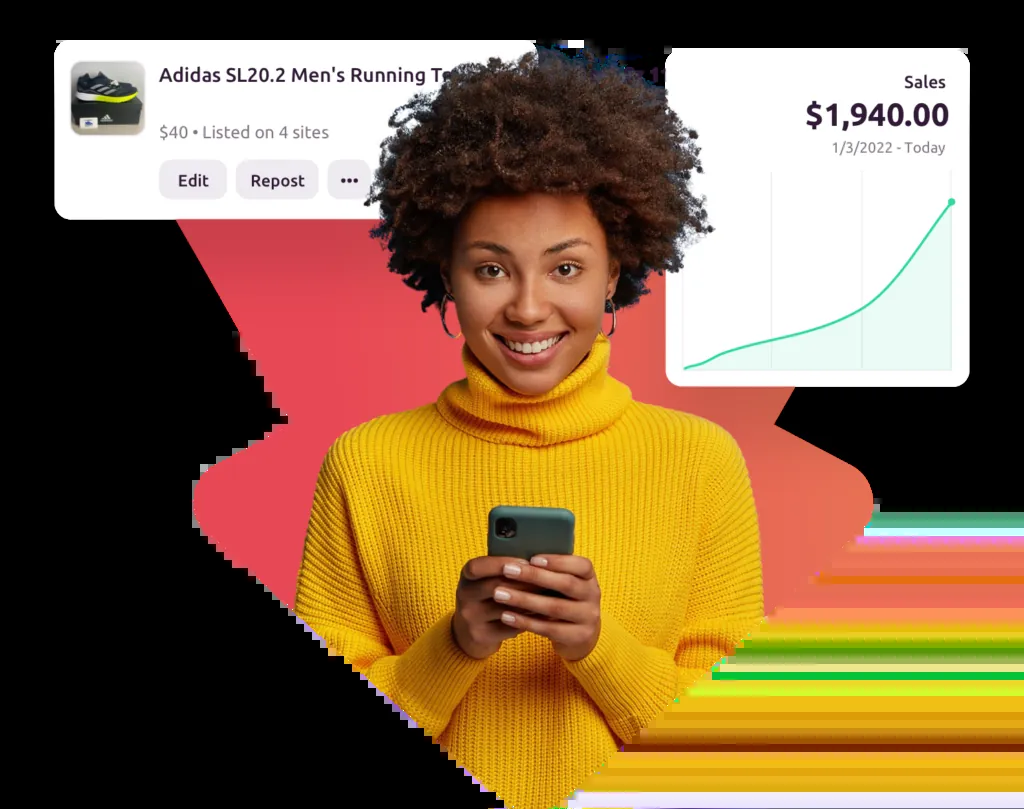 Adidas SL20.2 Men's Running
$40 • Listed on 4 sites
Edit
Repost
Sales
$1,940.00
1/3/2022 - Today